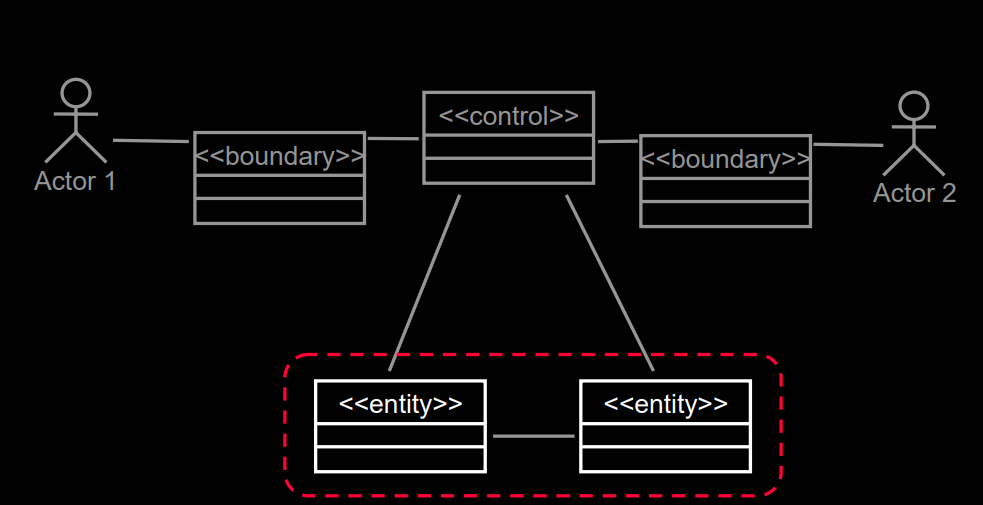 <<control>>
<<boundary>>
<<boundary>>
Actor 1
Actor 2
<<entity>>
<<entity>>